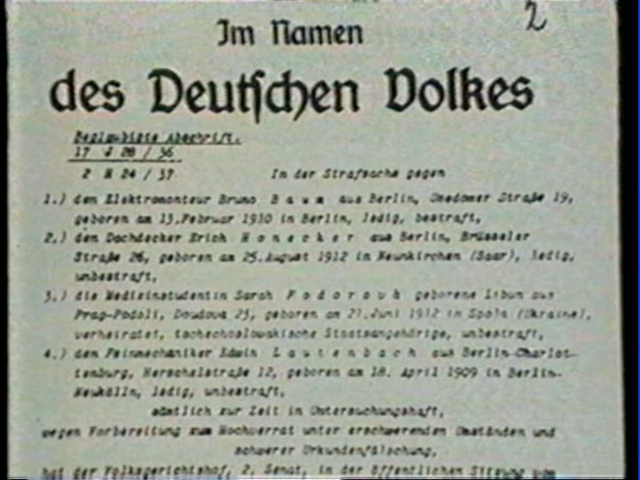 2
Im Namen
des Deutschen Volkes
Beglaubigte Abschrift.
17 J 28 / 36
2 H 24 / 37
In der Strafsache gegen
1.) den Elektromonteur Bruno B a u m aus Berlin, Usedomer Straße 19,
geboren am 13.Februar 1910 in Berlin, ledig, bestraft,
2.) den Dachdecker Erich H o n e c k e r aus Berlin, Brüsseler
Straße 26, geboren am 25.August 1912 in Neunkirchen (Saar), ledig,
unbestraft,
3.) die Medizinstudentin Sarah F o d o r o v á geborene Libun aus
Prag-Podoli, Doudova 23, geboren am 21.Juni 1912 in Spola (Ukraine),
verheiratet, tschechoslowakische Staatsangehörige, unbestraft,
4.) den Feinmechaniker Edwin L a u t e n b a c h aus Berlin-Charlot-
tenburg, Herschelstraße 12, geboren am 18. April 1909 in Berlin-
Neukölln, ledig, unbestraft,
sämtlich zur Zeit in Untersuchungshaft,
wegen Vorbereitung zum Hochverrat unter erschwerenden Umständen und
schwerer Urkundenfälschung,
hat der Volksgerichtshof, 2. Senat, in der öffentlichen Sitzung vom